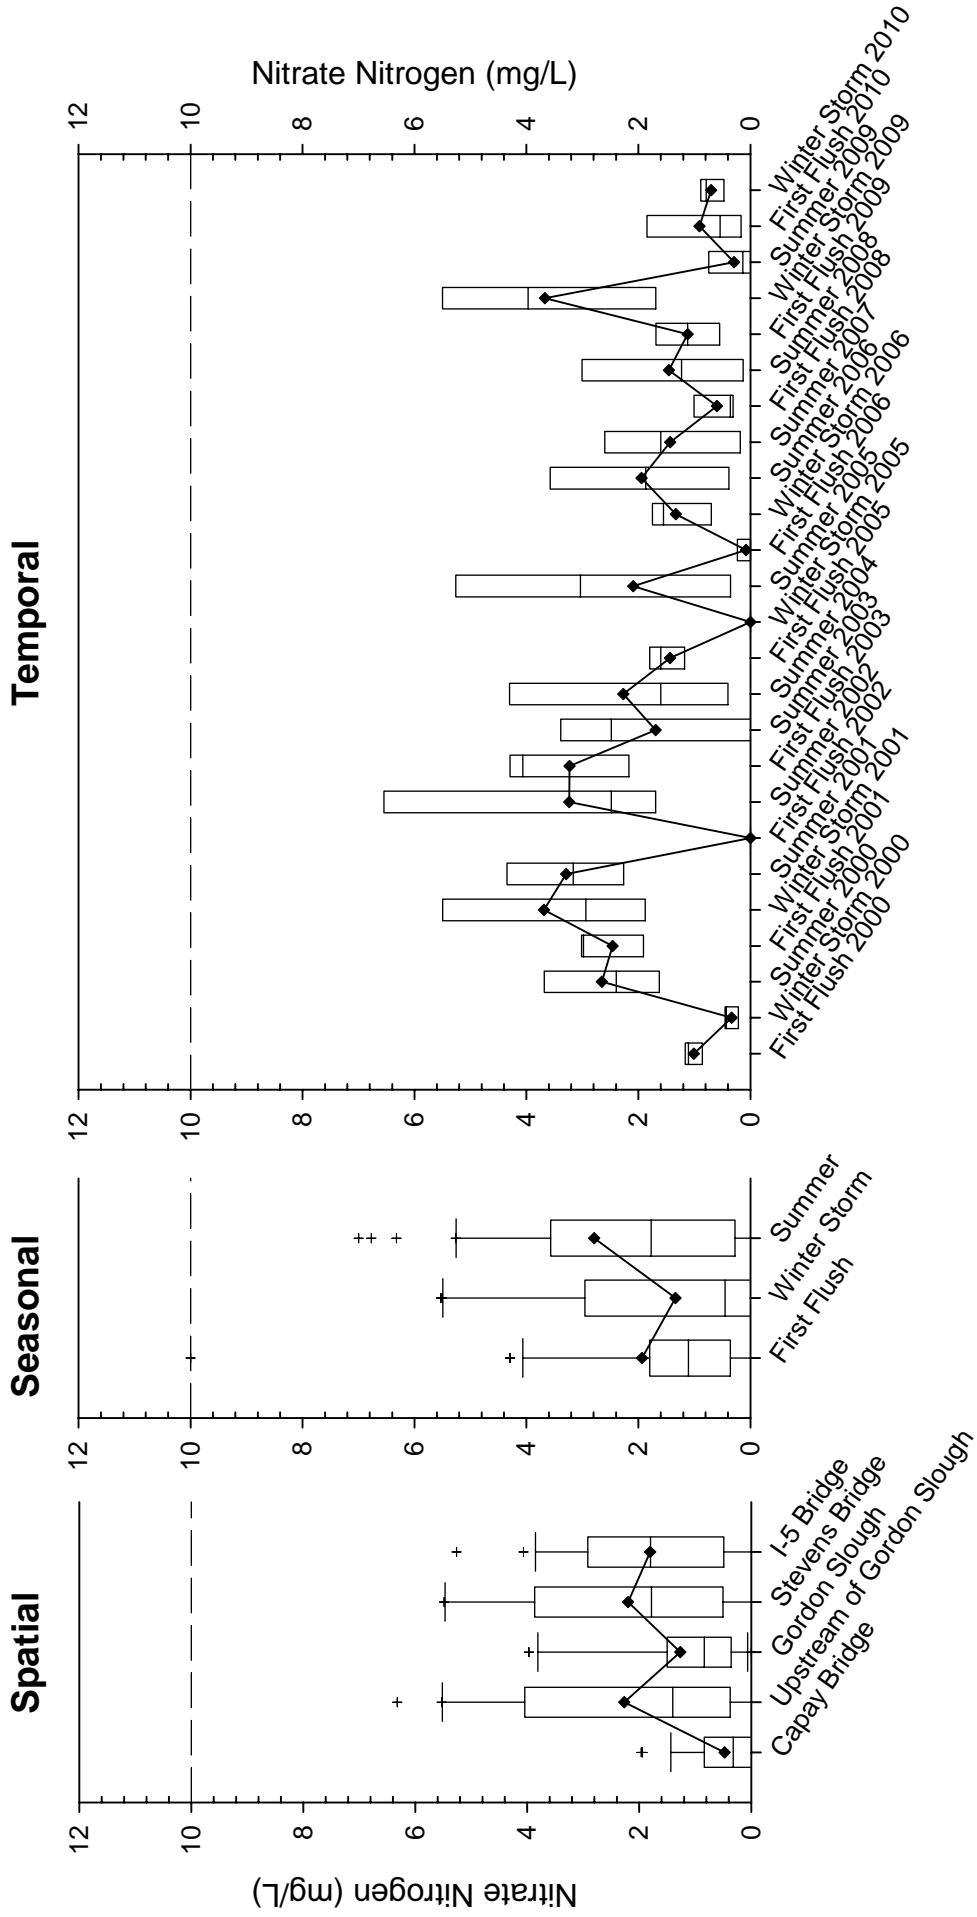 Spatial
Seasonal
Temporal
Nitrate Nitrogen (mg/L)
12
10
8
6
4
2
0
Capay Bridge
Upstream of Gordon Slough
Gordon Slough
Stevens Bridge
I-5 Bridge
12
10
8
6
4
2
0
First Flush
Winter Storm
Summer
12
10
8
6
4
2
0
First Flush 2000
Winter Storm 2000
Summer 2000
First Flush 2001
Winter Storm 2001
Summer 2001
First Flush 2002
Summer 2002
First Flush 2003
Summer 2003
Summer 2004
First Flush 2005
Winter Storm 2005
Summer 2005
First Flush 2006
Winter Storm 2006
Summer 2006
Summer 2007
First Flush 2008
Summer 2008
First Flush 2009
Winter Storm 2009
Summer 2009
First Flush 2010
Winter Storm 2010
12
10
8
6
4
2
0
Nitrate Nitrogen (mg/L)